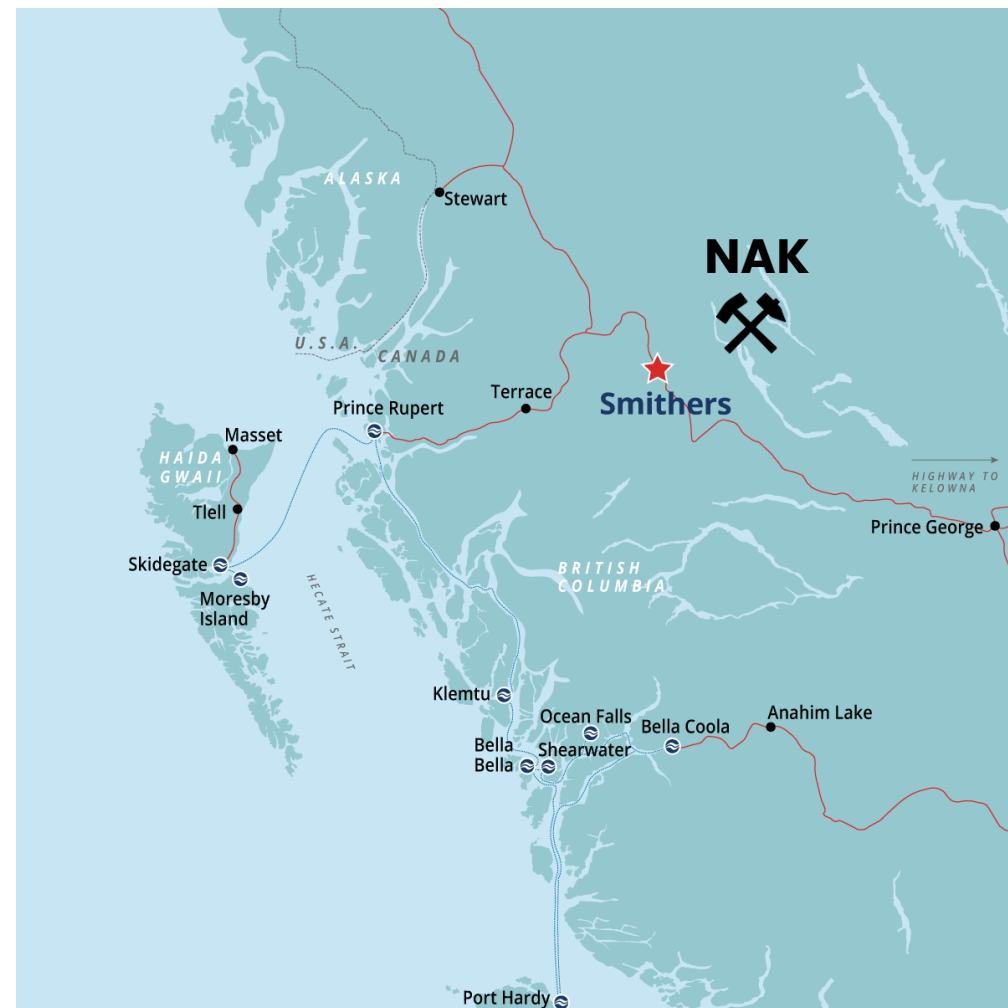 ALASKA
Stewart
NAK
U.S.A.
CANADA
Smithers
Terrace
Prince Rupert
Masset
HAIDA
GWAII
HIGHWAY TO
KELOWNA
Tlell
Prince George
Skidegate
Moresby
Island
HECATE STRAIT
BRITISH
COLUMBIA
Klemtu
Ocean Falls
Bella Coola
Anahim Lake
Bella
Bella
Shearwater
Port Hardy